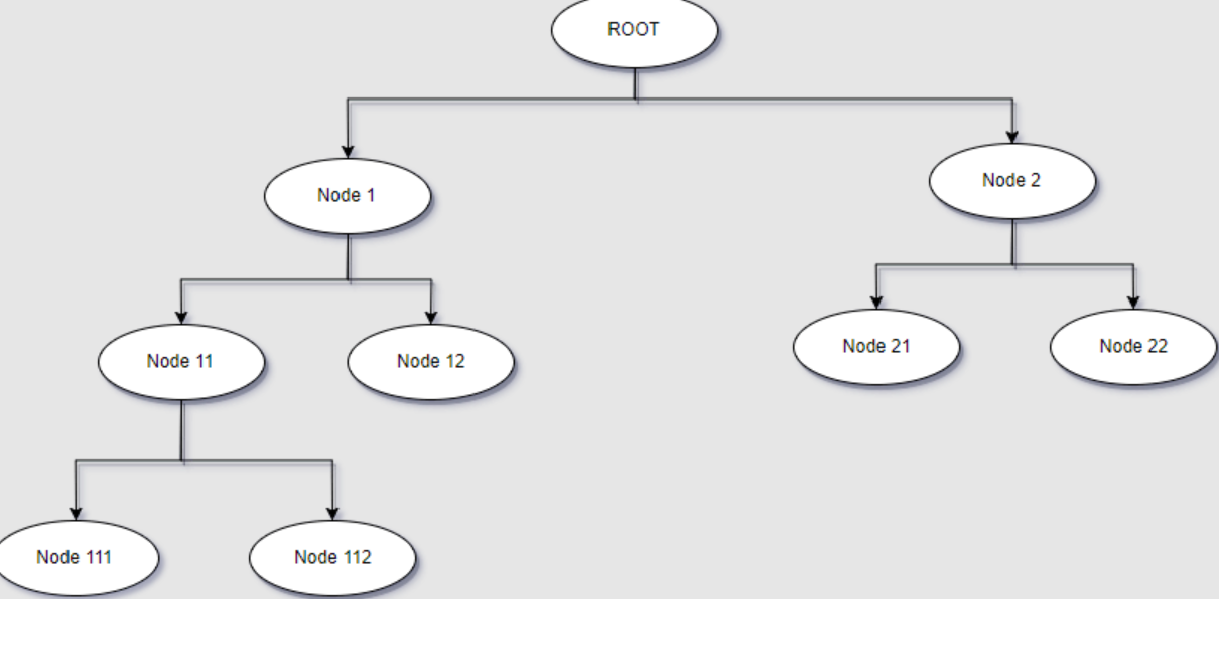 ROOT
Node 1
Node 2
Node 11
Node 12
Node 21
Node 22
Node 111
Node 112